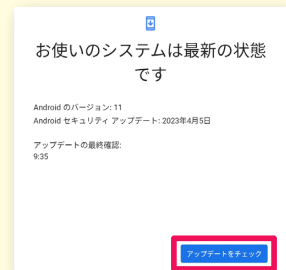 お使いのシステムは最新の状態
です
Android のバージョン: 11
Android セキュリティ アップデート: 2023年4月5日
アップデートの最終確認:
9:35
アップデートをチェック